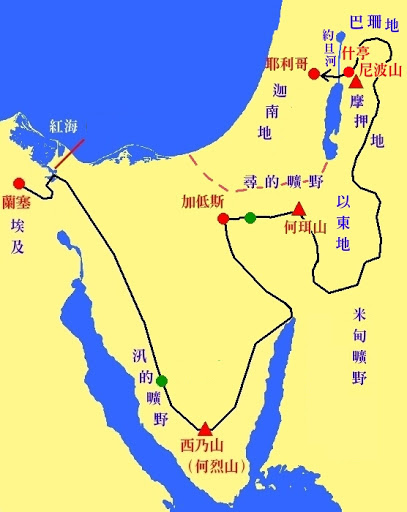 巴珊地
約旦河
什亭
耶利哥
尼波山
迦南地
摩押地
紅海
尋的曠野
蘭塞
加低斯
以東地
埃及
何珥山
米甸曠野
汎的曠野
西乃山
(何烈山)